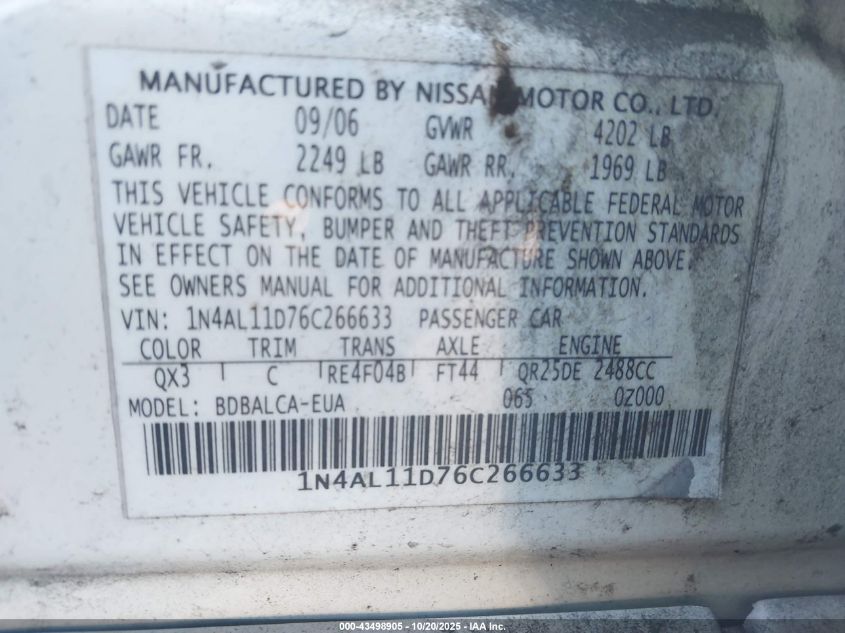 MANUFACTURED BY NISSAN MOTOR CO., LTD.
DATE 09/06 GVWR 4202 LB
GAWR FR. 2249 LB GAWR RR. 1969 LB
THIS VEHICLE CONFORMS TO ALL APPLICABLE FEDERAL MOTOR
VEHICLE SAFETY, BUMPER AND THEFT PREVENTION STANDARDS
IN EFFECT ON THE DATE OF MANUFACTURE SHOWN ABOVE.
SEE OWNERS MANUAL FOR ADDITIONAL INFORMATION.
VIN: 1N4AL11D76C266633 PASSENGER CAR
COLOR TRIM TRANS AXLE ENGINE
QX3 C RE4F04B FT44 QR25DE 2488CC
MODEL: BDBALCA-EUA 065 0Z000
1N4AL11D76C266633
000-43498905 - 10/20/2025 - IAA Inc.